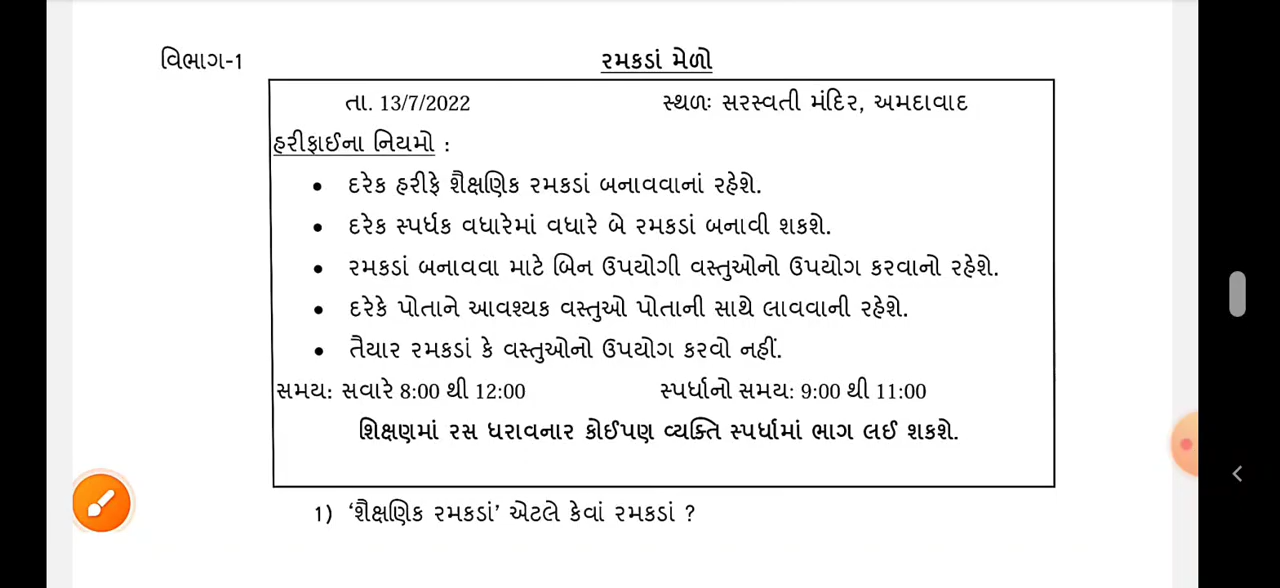 વિભાગ-1 રમકડાં મેળો
તા. 13/7/2022 સ્થળઃ સરસ્વતી મંદિર, અમદાવાદ
હરીફાઈના નિયમો :
• દરેક હરીફે શૈક્ષણિક રમકડાં બનાવવાનાં રહેશે.
• દરેક સ્પર્ધક વધારેમાં વધારે બે રમકડાં બનાવી શકશે.
• રમકડાં બનાવવા માટે બિન ઉપયોગી વસ્તુઓનો ઉપયોગ કરવાનો રહેશે.
• દરેકે પોતાને આવશ્યક વસ્તુઓ પોતાની સાથે લાવવાની રહેશે.
• તૈયાર રમકડાં કે વસ્તુઓનો ઉપયોગ કરવો નહીં.
સમય: સવારે 8:00 થી 12:00 સ્પર્ધાનો સમય: 9:00 થી 11:00
શિક્ષણમાં રસ ધરાવનાર કોઈપણ વ્યક્તિ સ્પર્ધામાં ભાગ લઈ શકશે.
1) ‘શૈક્ષણિક રમકડાં’ એટલે કેવાં રમકડાં ?